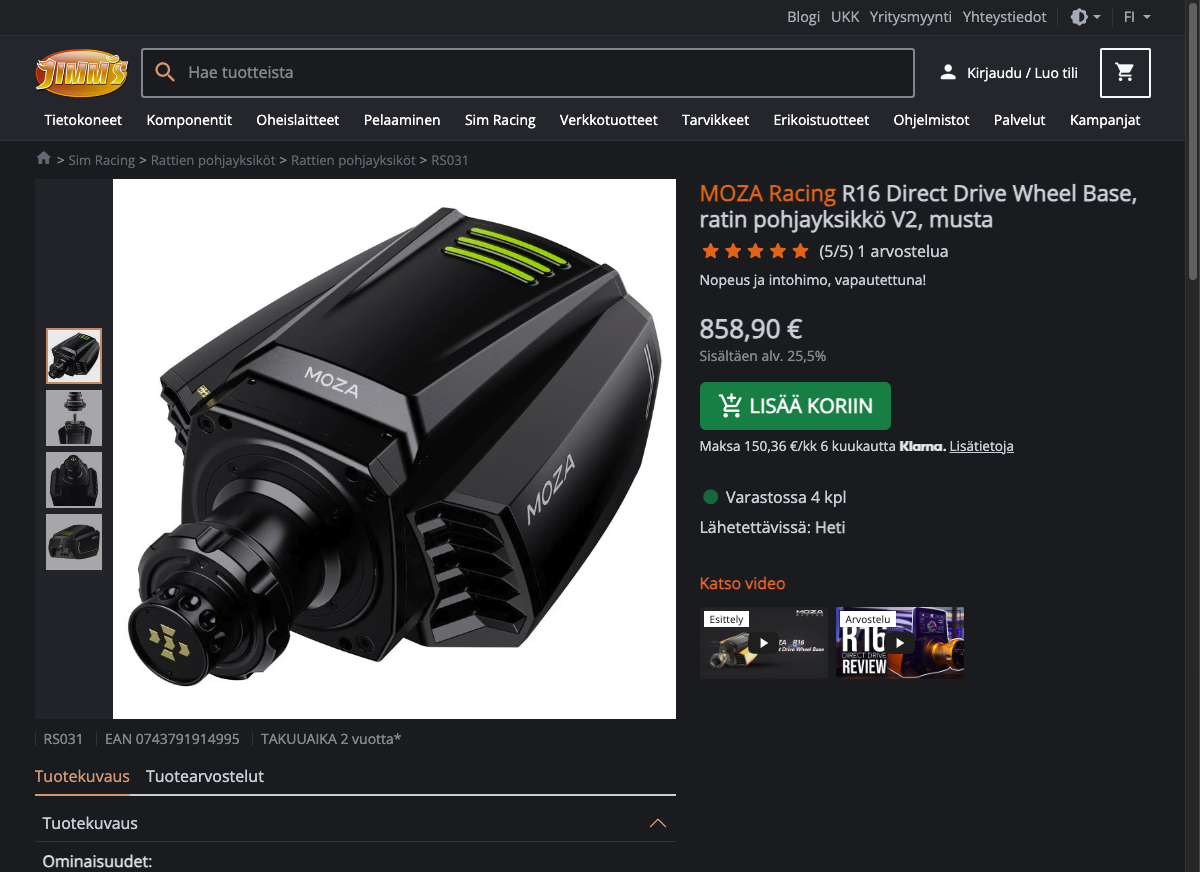 Blogi UKK Yritysmyynti Yhteystiedot FI
JIMM'S
Hae tuotteista
Kirjaudu / Luo tili
Tietokoneet Komponentit Oheislaitteet Pelaaminen Sim Racing Verkkotuotteet Tarvikkeet Erikoistuotteet Ohjelmistot Palvelut Kampanjat
> Sim Racing > Rattien pohjayksiköt > Rattien pohjayksiköt > RS031
MOZA
MOZA
MOZA Racing R16 Direct Drive Wheel Base,
ratin pohjayksikkö V2, musta
(5/5) 1 arvostelua
Nopeus ja intohimo, vapautettuna!
858,90 €
Sisältäen alv. 25,5%
LISÄÄ KORIIN
Maksa 150,36 €/kk 6 kuukautta Klarna. Lisätietoja
Varastossa 4 kpl
Lähetettävissä: Heti
Katso video
Esittely
MOZA
R16
Direct Drive Wheel Base
Arvostelu
R16
DIRECT DRIVE
REVIEW
RS031 EAN 0743791914995 TAKUUAIKA 2 vuotta*
Tuotekuvaus Tuotearvostelut
Tuotekuvaus
Ominaisuudet: